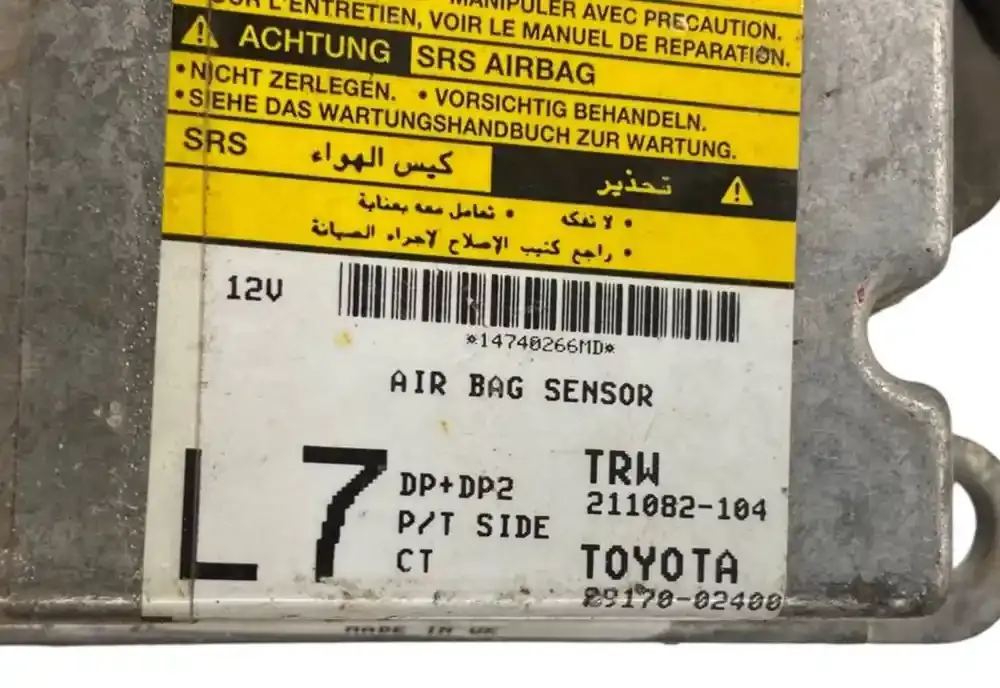 MANIPULER AVEC PRECAUTION.
L'ENTRETIEN, VOIR LE MANUEL DE REPARATION.
ACHTUNG SRS AIRBAG
•NICHT ZERLEGEN. • VORSICHTIG BEHANDELN.
•SIEHE DAS WARTUNGSHANDBUCH ZUR WARTUNG.
SRS كيس الهواء تحذير
• لا تفكه • تعامل معه بعناية
• راجع كتيب الإصلاح لاجراء الصيانة
12V
*14740266MD*
AIR BAG SENSOR
L7
DP+DP2
P/T SIDE
CT
TRW
211082-104
TOYOTA
89170-02400
MADE IN